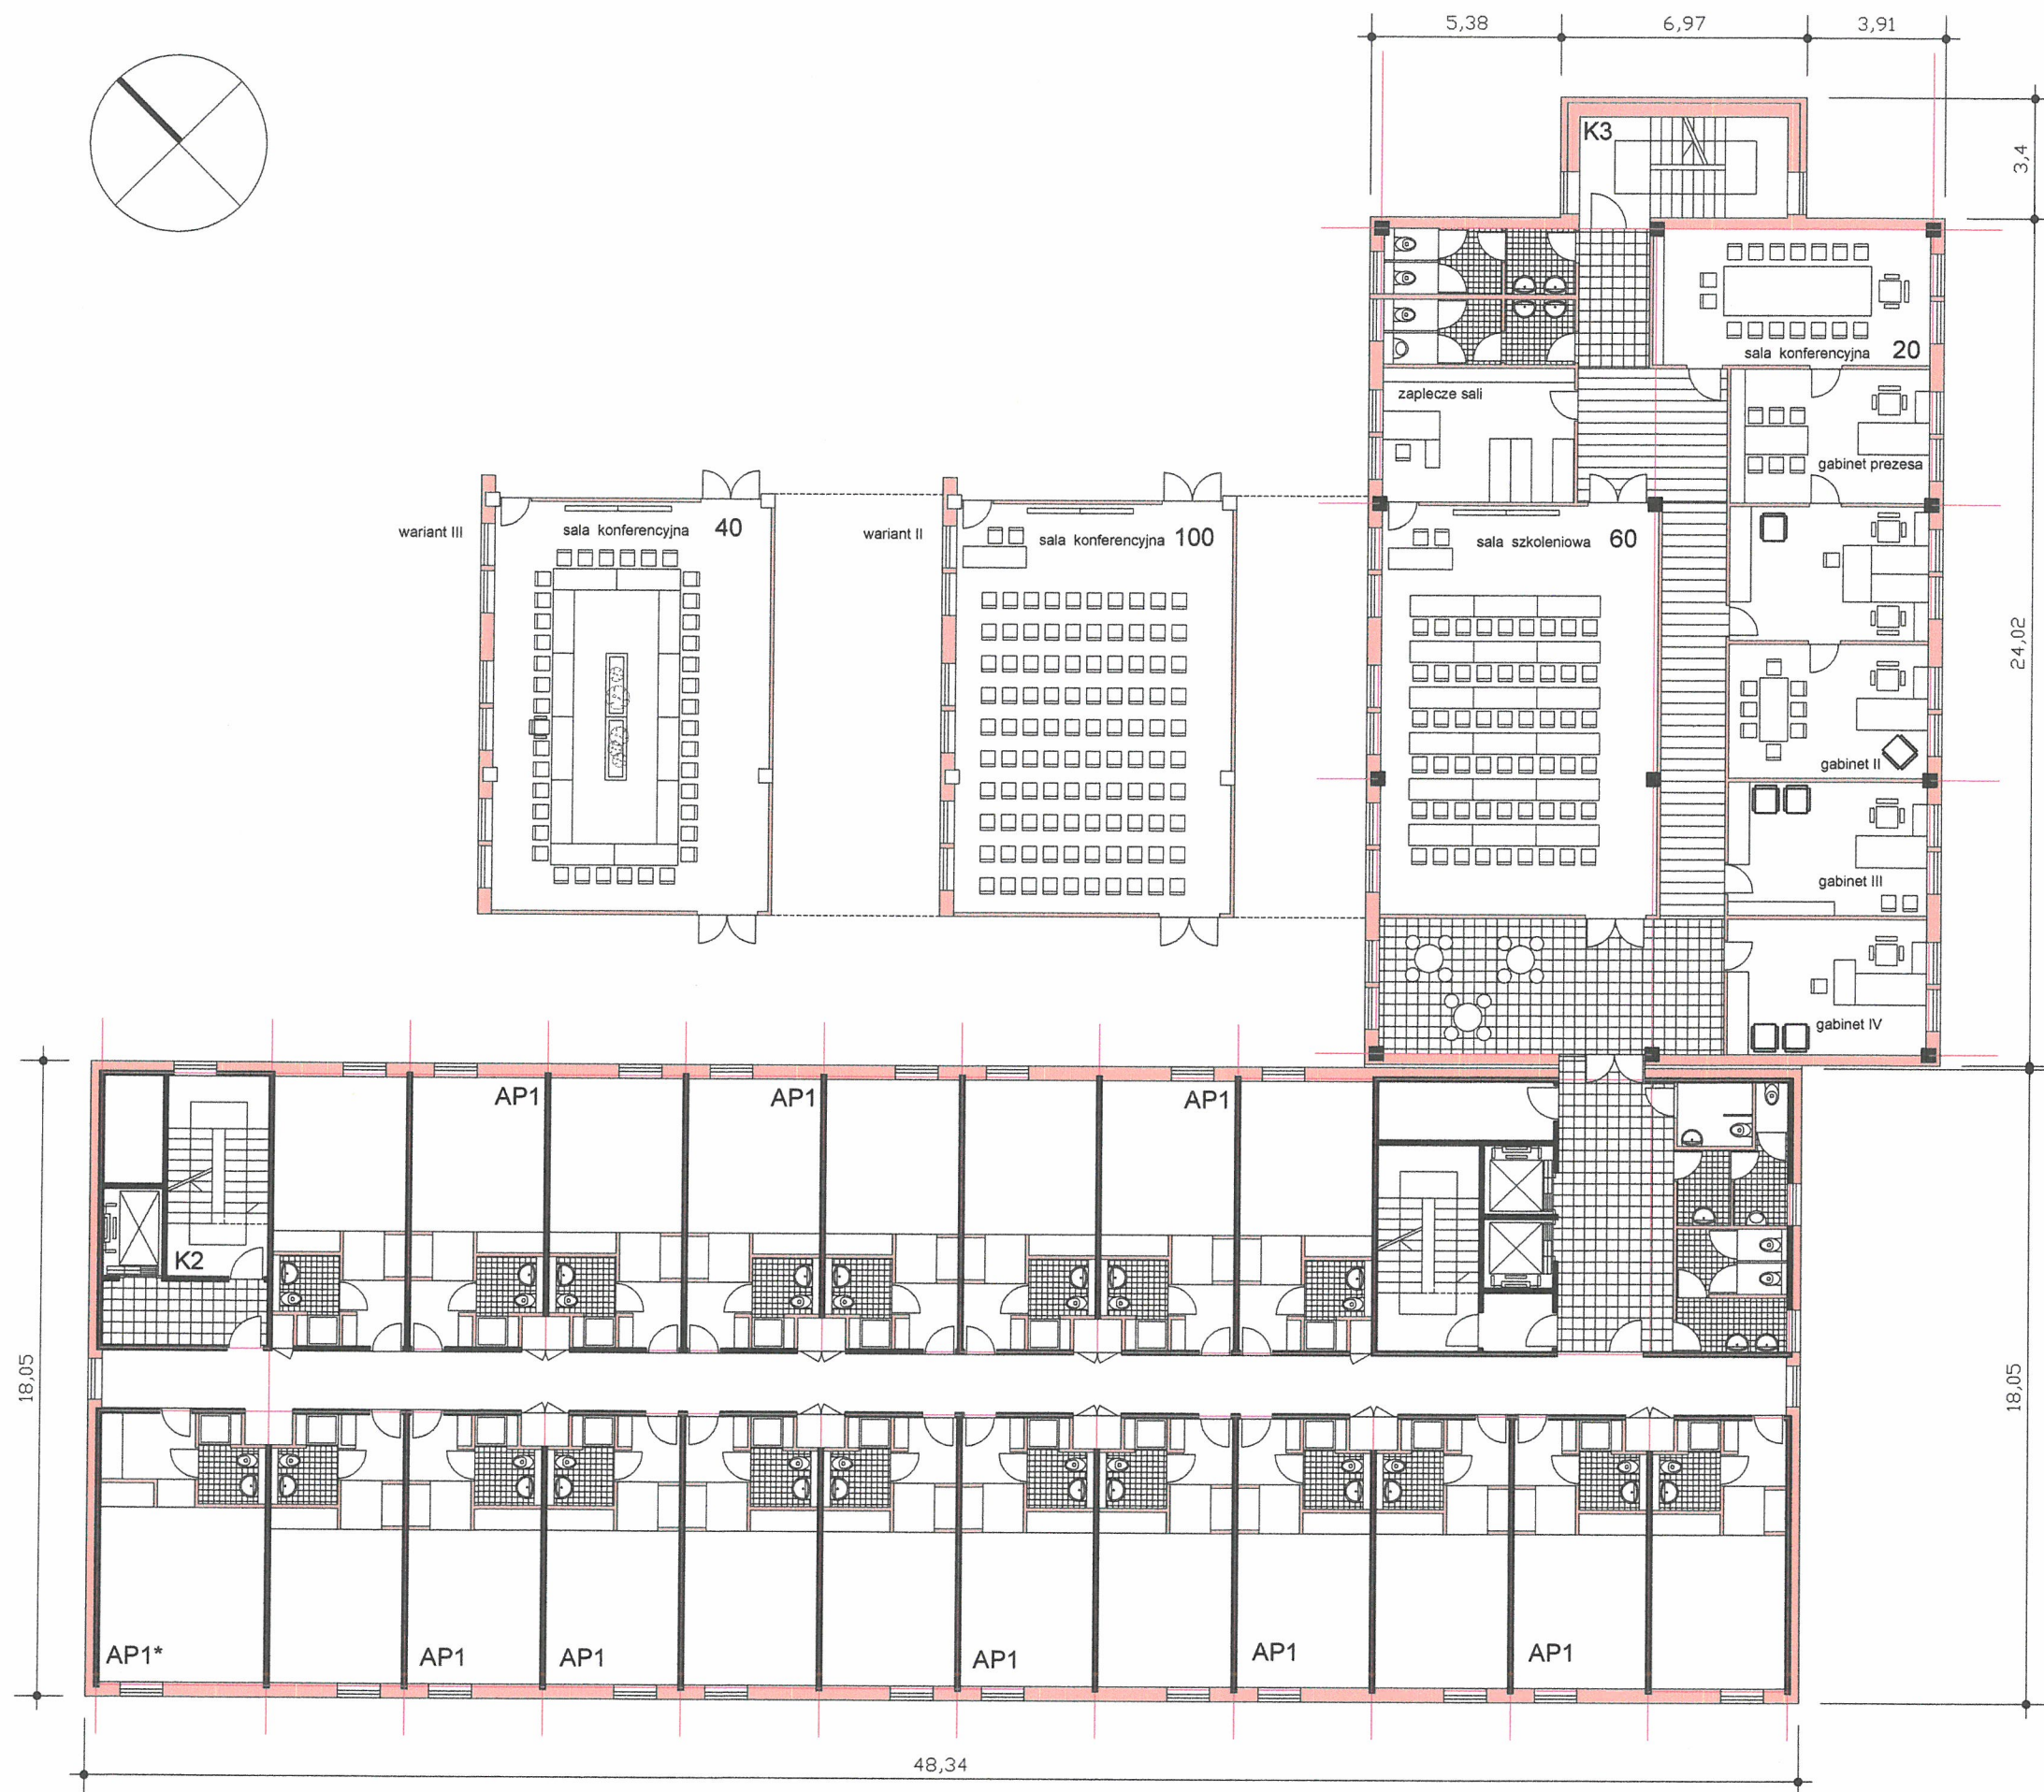 5,38 6,97 3,91
K3
3,4
sala konferencyjna 20
zaplecze sali
gabinet prezesa
wariant III
sala konferencyjna 40
wariant II
sala konferencyjna 100
sala szkoleniowa 60
24,02
gabinet II
gabinet III
gabinet IV
AP1 AP1 AP1
K2
18,05
18,05
AP1* AP1 AP1 AP1 AP1 AP1
48,34